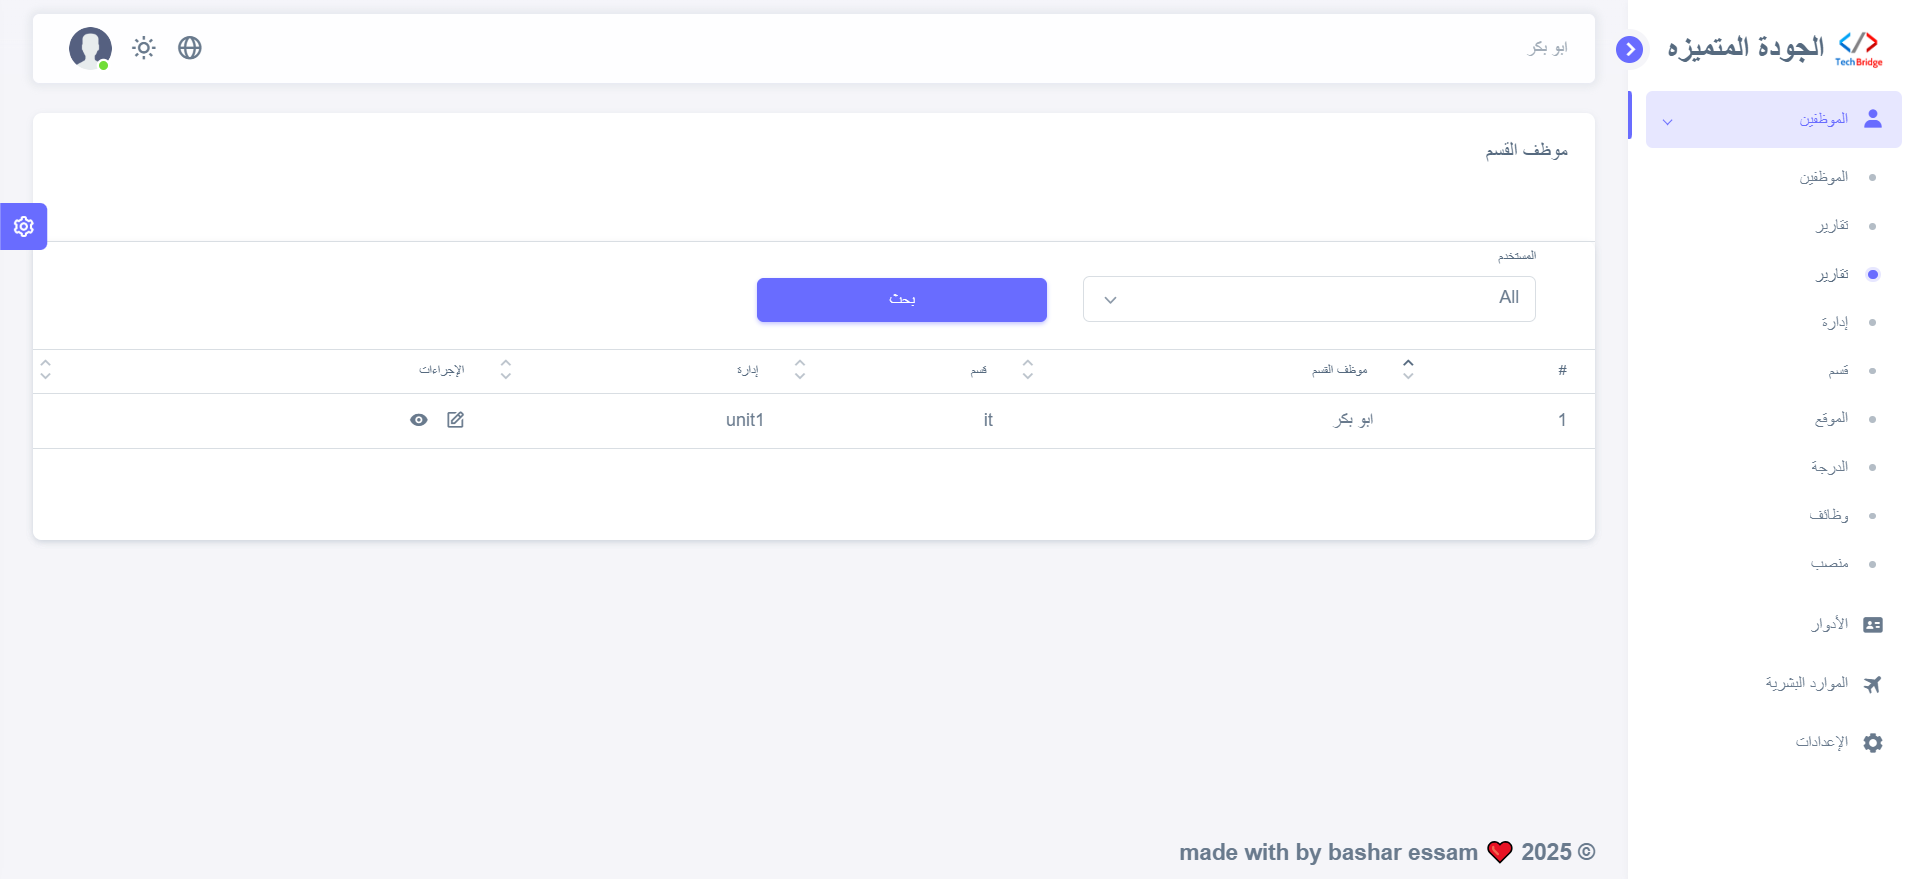 الجودة المتميزه
TechBridge
الموظفين
الموظفين
تقارير
تقارير
إدارة
قسم
الموقع
الدرجة
وظائف
منصب
الأدوار
الموارد البشرية
الإعدادات
ابو بكر
موظف القسم
المستخدم
All
بحث
# موظف القسم قسم إدارة الإجراءات
1 ابو بكر it unit1
© 2025 ❤️ made with by bashar essam